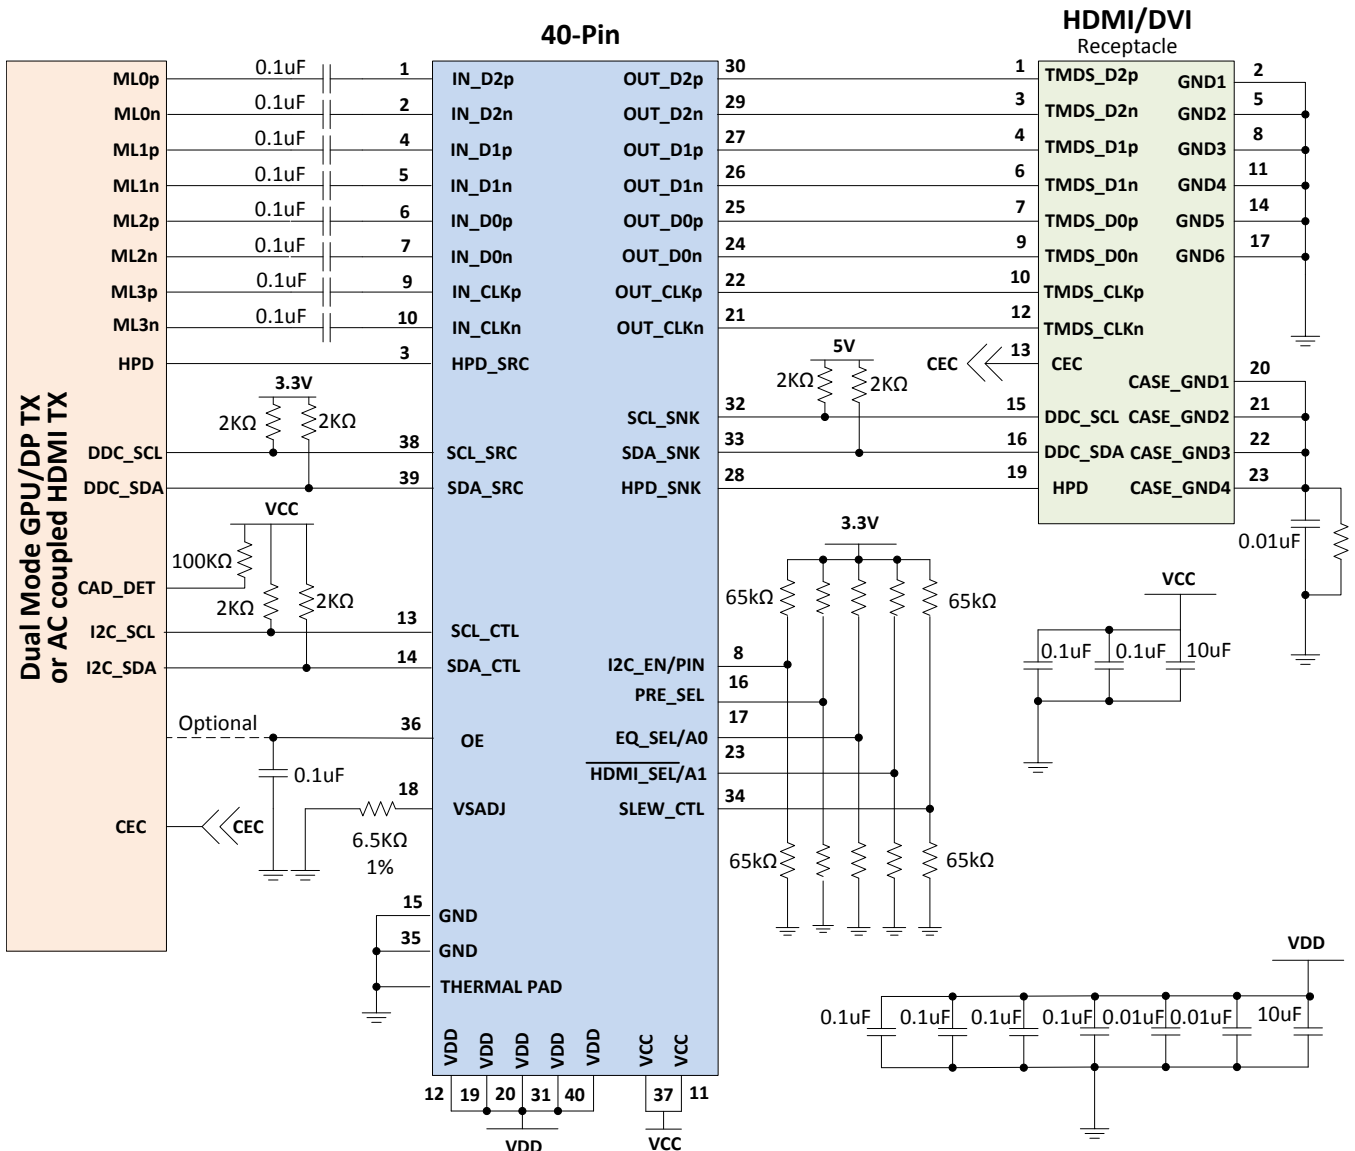 40-Pin
HDMI/DVI
Receptacle
Dual Mode GPU/DP TX
or AC coupled HDMI TX
ML0p 0.1uF 1 IN_D2p OUT_D2p 30 1 TMDS_D2p GND1 2
ML0n 0.1uF 2 IN_D2n OUT_D2n 29 3 TMDS_D2n GND2 5
ML1p 0.1uF 4 IN_D1p OUT_D1p 27 4 TMDS_D1p GND3 8
ML1n 0.1uF 5 IN_D1n OUT_D1n 26 6 TMDS_D1n GND4 11
ML2p 0.1uF 6 IN_D0p OUT_D0p 25 7 TMDS_D0p GND5 14
ML2n 0.1uF 7 IN_D0n OUT_D0n 24 9 TMDS_D0n GND6 17
ML3p 0.1uF 9 IN_CLKp OUT_CLKp 22 10 TMDS_CLKp
ML3n 0.1uF 10 IN_CLKn OUT_CLKn 21 12 TMDS_CLKn
HPD 3 HPD_SRC 5V CEC 13 CEC
3.3V 2KΩ 2KΩ CASE_GND1 20
2KΩ 2KΩ SCL_SNK 32 15 DDC_SCL CASE_GND2 21
DDC_SCL 38 SCL_SRC SDA_SNK 33 16 DDC_SDA CASE_GND3 22
DDC_SDA 39 SDA_SRC HPD_SNK 28 19 HPD CASE_GND4 23
VCC 3.3V 0.01uF
100KΩ
CAD_DET 2KΩ 2KΩ 65kΩ 65kΩ VCC
I2C_SCL 13 SCL_CTL
I2C_SDA 14 SDA_CTL I2C_EN/PIN 8 0.1uF 0.1uF 10uF
PRE_SEL 16
Optional 36 OE EQ_SEL/A0 17
0.1uF HDMI_SEL/A1 23
18 VSADJ SLEW_CTL 34
CEC CEC 6.5KΩ
1% 65kΩ 65kΩ
15 GND
35 GND
THERMAL PAD
VDD
0.1uF 0.1uF 0.1uF 0.1uF 0.01uF 0.01uF 10uF
VDD VDD VDD VDD VDD VCC VCC
12 19 20 31 40 37 11
VDD VCC